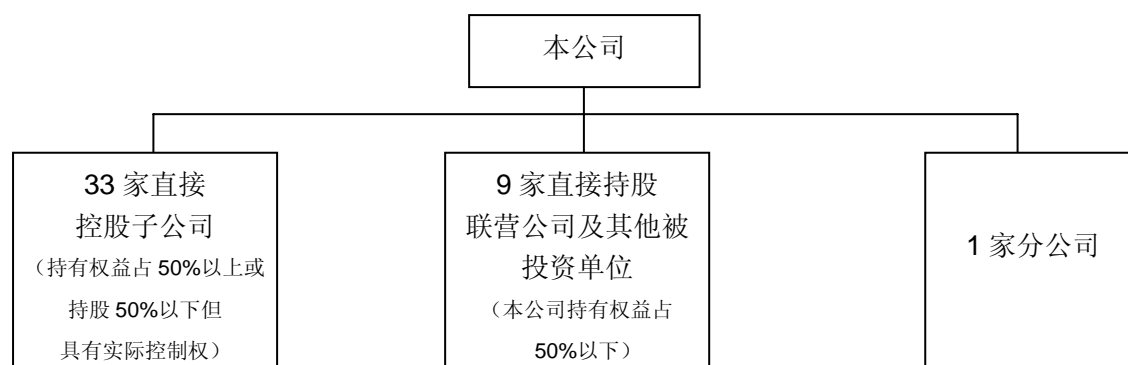 本公司
33 家直接
控股子公司
（持有权益占 50%以上或
持股 50%以下但
具有实际控制权）
9 家直接持股
联营公司及其他被
投资单位
（本公司持有权益占
50%以下）
1 家分公司